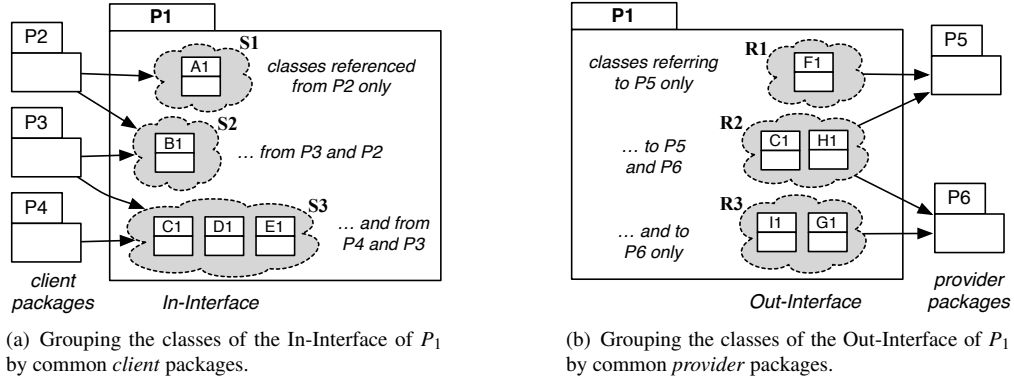 P1
P2
S1
A1
classes referenced
from P2 only
P3
S2
B1
... from P3 and P2
P4
S3
C1 D1 E1
... and from
P4 and P3
client
packages
In-Interface
(a) Grouping the classes of the In-Interface of P1
by common client packages.
P1
R1
F1
classes referring
to P5 only
P5
R2
C1 H1
... to P5
and P6
R3
I1 G1
... and to
P6 only
P6
Out-Interface
provider
packages
(b) Grouping the classes of the Out-Interface of P1
by common provider packages.